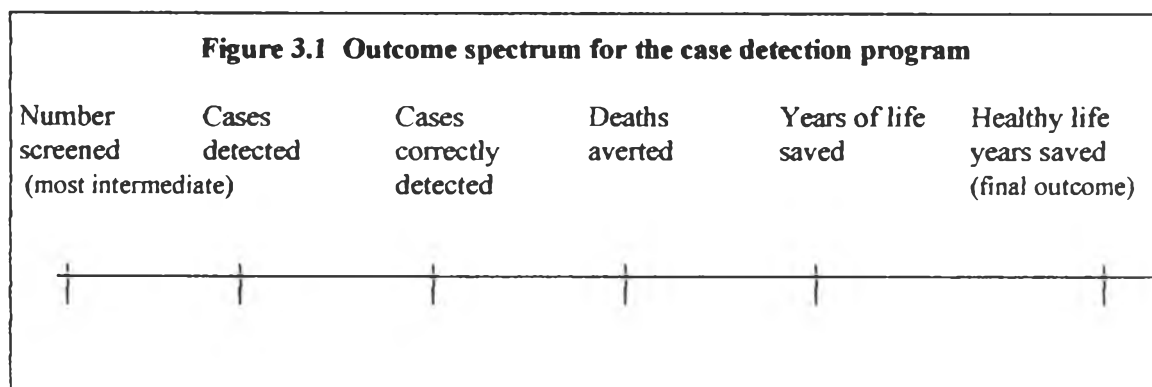 Figure 3.1 Outcome spectrum for the case detection program
Number screened (most intermediate)
Cases detected
Cases correctly detected
Deaths averted
Years of life saved
Healthy life years saved (final outcome)